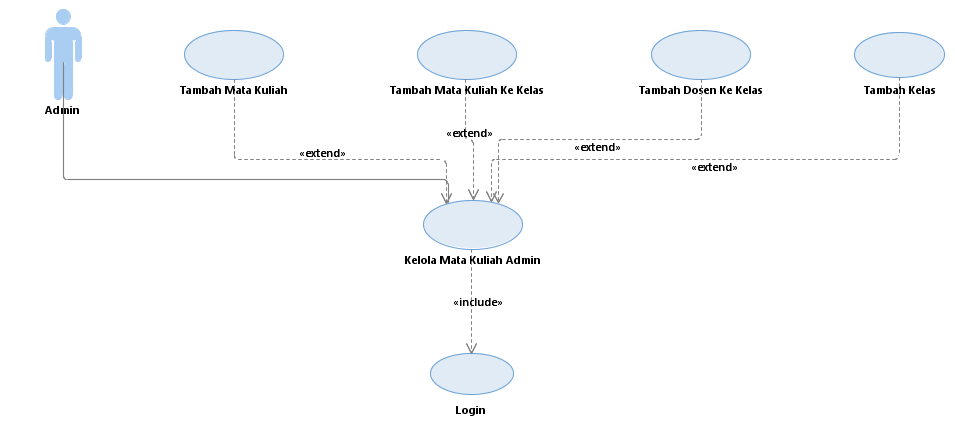 Admin
Tambah Mata Kuliah
Tambah Mata Kuliah Ke Kelas
Tambah Dosen Ke Kelas
Tambah Kelas
«extend»
«extend»
«extend»
«extend»
Kelola Mata Kuliah Admin
«include»
Login